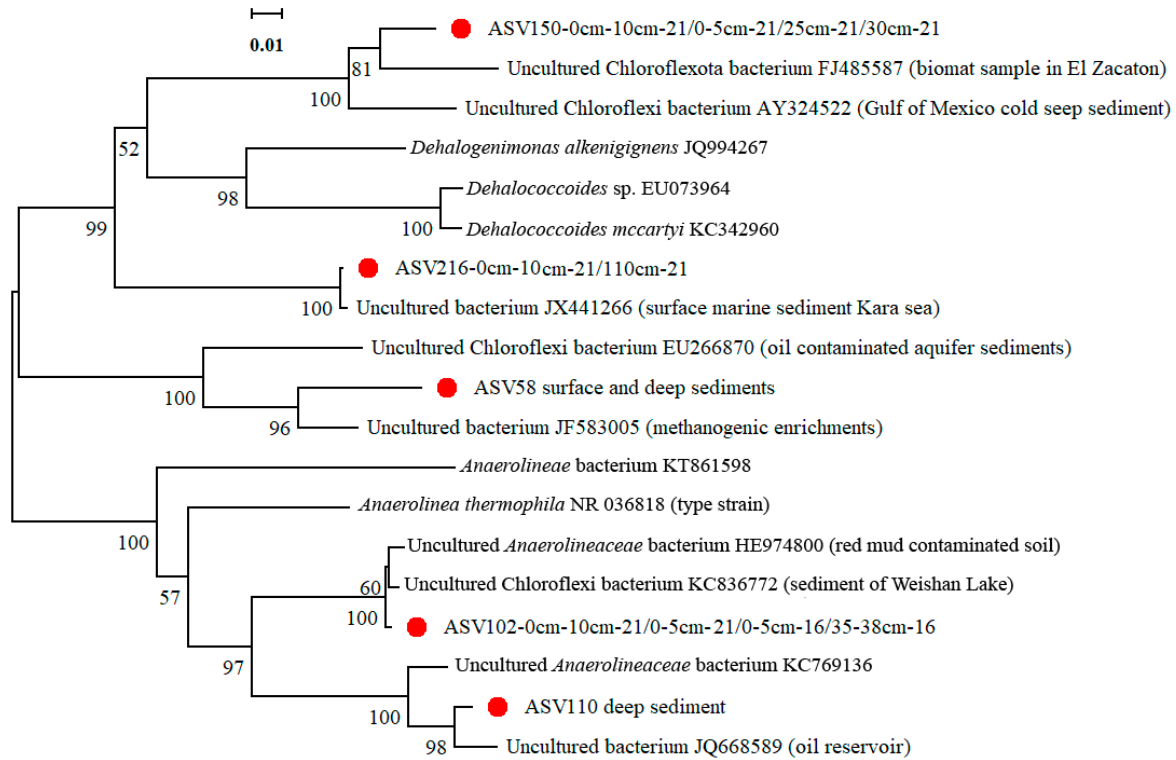 0.01
ASV150-0cm-10cm-21/0-5cm-21/25cm-21/30cm-21
81
Uncultured Chloroflexota bacterium FJ485587 (biomat sample in El Zacaton)
100
Uncultured Chloroflexi bacterium AY324522 (Gulf of Mexico cold seep sediment)
52
Dehalogenimonas alkenigignens JQ994267
98
Dehalococcoides sp. EU073964
99
100
Dehalococcoides mccartyi KC342960
ASV216-0cm-10cm-21/110cm-21
100
Uncultured bacterium JX441266 (surface marine sediment Kara sea)
Uncultured Chloroflexi bacterium EU266870 (oil contaminated aquifer sediments)
100
ASV58 surface and deep sediments
96
Uncultured bacterium JF583005 (methanogenic enrichments)
Anaerolineae bacterium KT861598
Anaerolinea thermophila NR 036818 (type strain)
100
Uncultured Anaerolineaceae bacterium HE974800 (red mud contaminated soil)
60
Uncultured Chloroflexi bacterium KC836772 (sediment of Weishan Lake)
57
100
ASV102-0cm-10cm-21/0-5cm-21/0-5cm-16/35-38cm-16
97
Uncultured Anaerolineaceae bacterium KC769136
100
ASV110 deep sediment
98
Uncultured bacterium JQ668589 (oil reservoir)